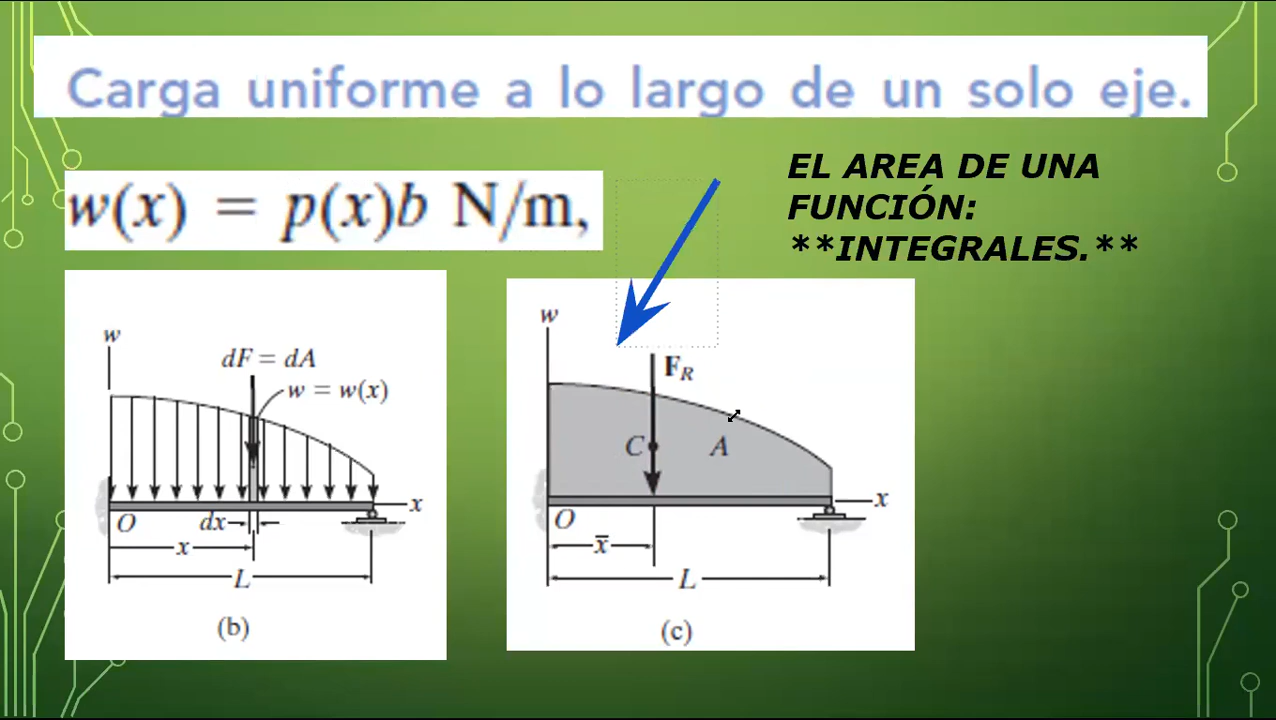 Carga uniforme a lo largo de un solo eje.
w(x) = p(x)b N/m,
EL AREA DE UNA
FUNCIÓN:
**INTEGRALES.**
w
dF = dA
w = w(x)
x
O
dx
x
L
(b)
w
F_R
C
A
x
O
x̄
L
(c)